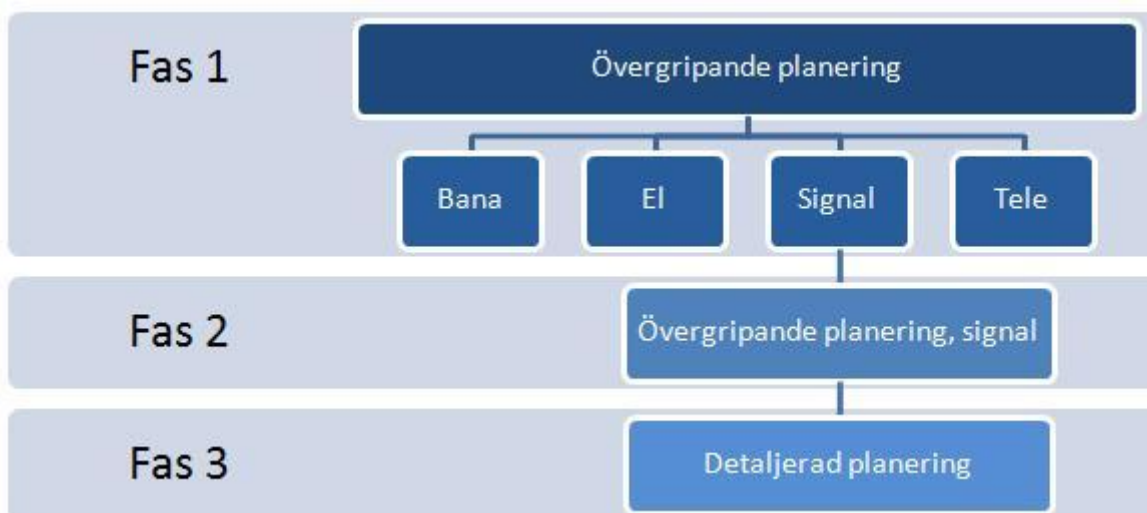 Fas 1
Övergripande planering
Bana
El
Signal
Tele
Fas 2
Övergripande planering, signal
Fas 3
Detaljerad planering